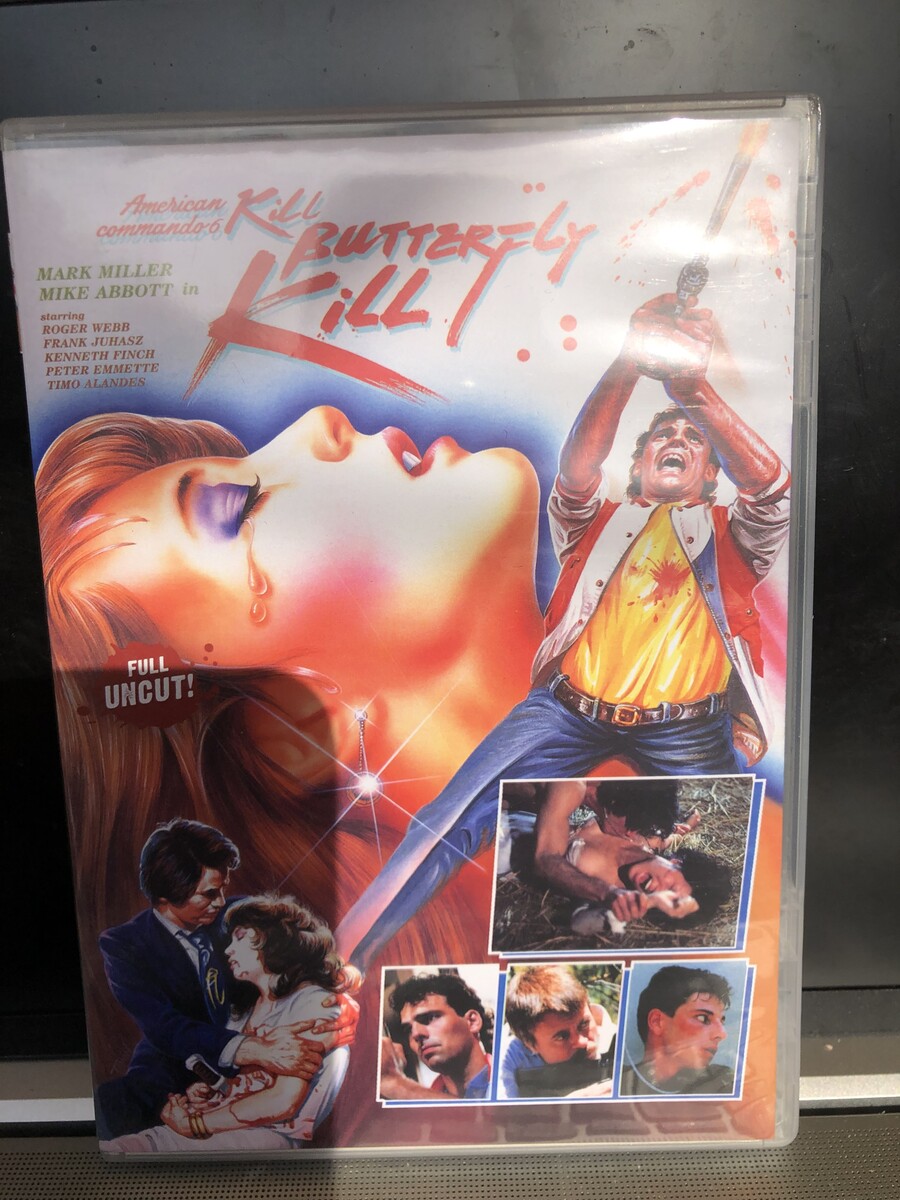 American
commando:6
Kill
BUTTERFLY
Kill
MARK MILLER
MIKE ABBOTT in
starring
ROGER WEBB
FRANK JUHASZ
KENNETH FINCH
PETER EMMETTE
TIMO ALANDES
FULL
UNCUT!